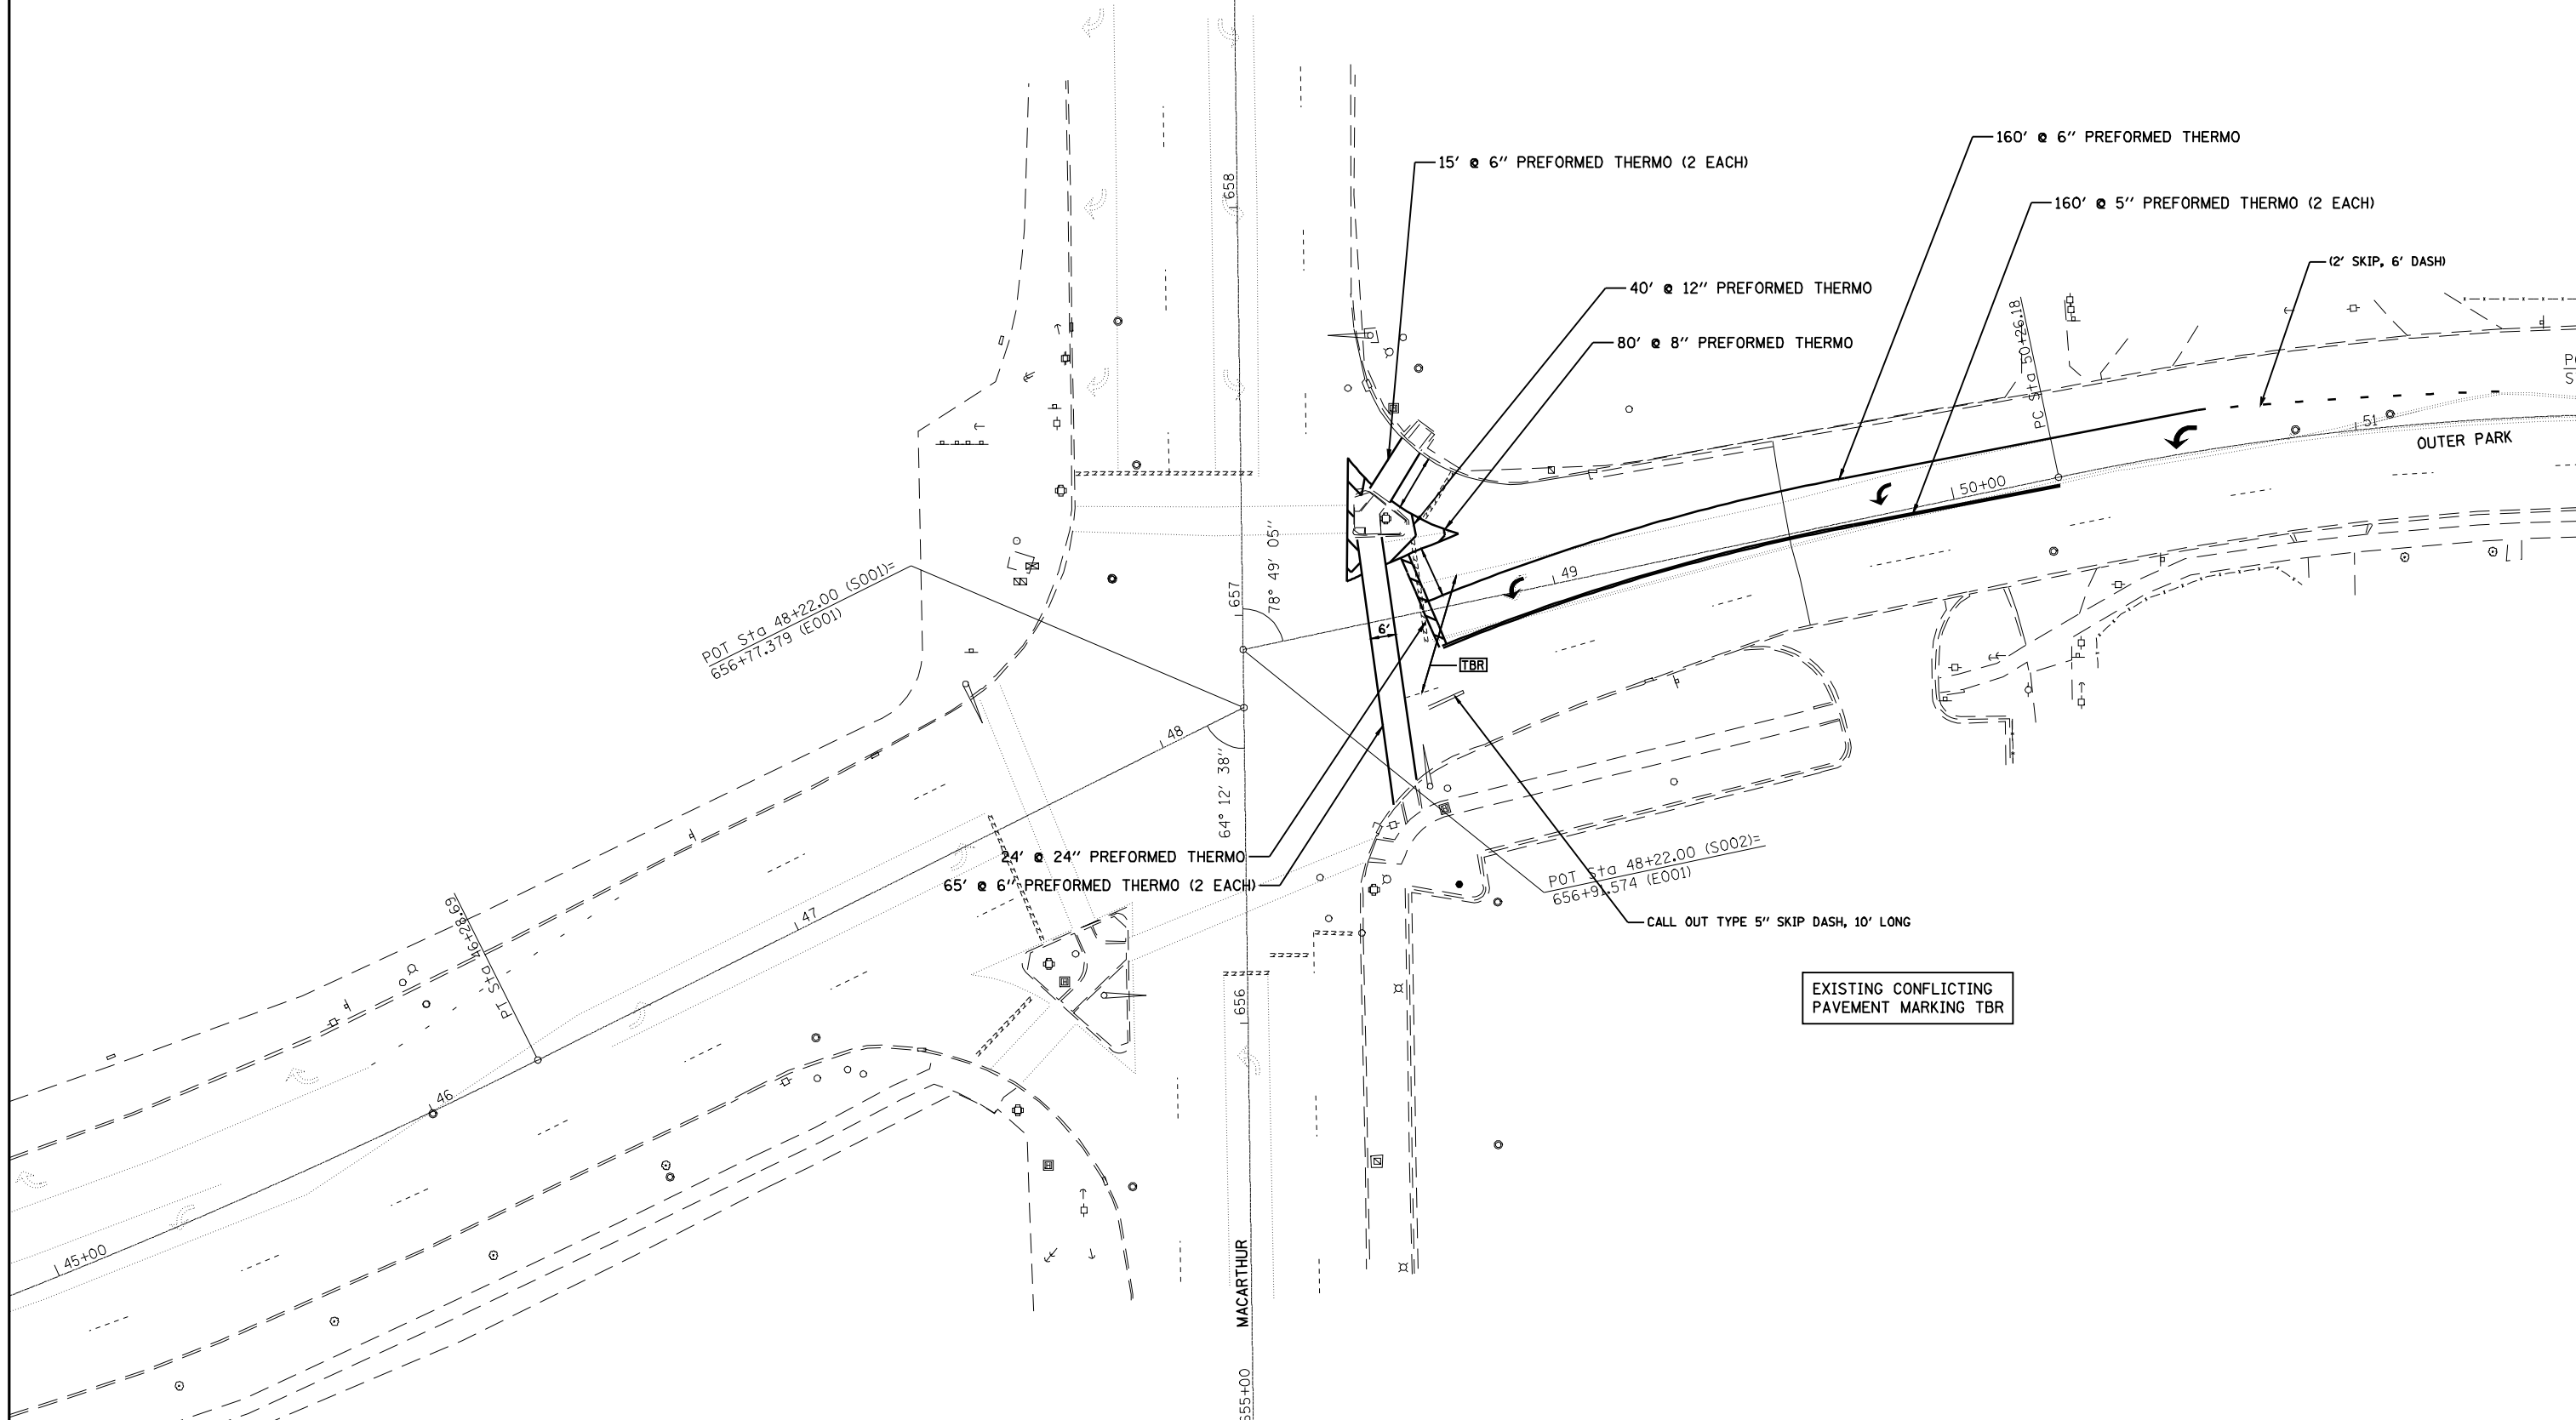 160' @ 6" PREFORMED THERMO
15' @ 6" PREFORMED THERMO (2 EACH)
658
160' @ 5" PREFORMED THERMO (2 EACH)
(2' SKIP, 6' DASH)
40' @ 12" PREFORMED THERMO
80' @ 8" PREFORMED THERMO
PC Sta 50+26.18
51
OUTER PARK
50+00
49
657
78° 49' 05"
POT Sta 48+22.00 (S001)=
656+77.379 (E001)
6'
TBR
48
64° 12' 38"
24' @ 24" PREFORMED THERMO
65' @ 6" PREFORMED THERMO (2 EACH)
POT Sta 48+22.00 (S002)=
656+91.574 (E001)
CALL OUT TYPE 5" SKIP DASH, 10' LONG
47
PT Sta 46+28.69
656
EXISTING CONFLICTING
PAVEMENT MARKING TBR
46
45+00
MACARTHUR
655+00